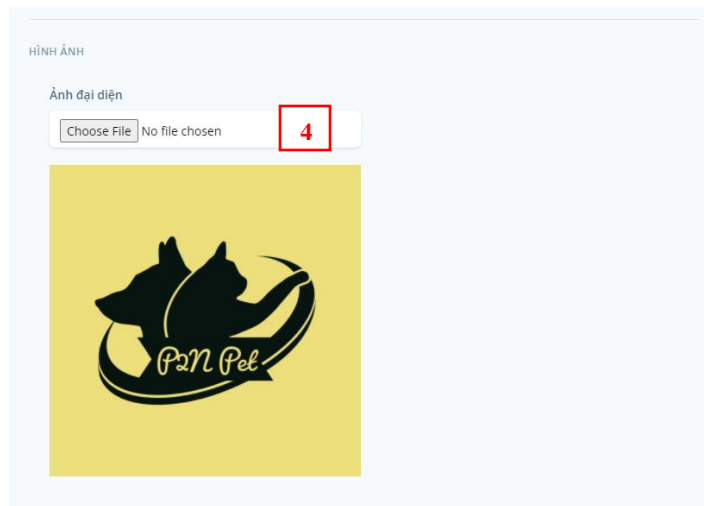 HÌNH ẢNH
Ảnh đại diện
Choose File No file chosen
4
P2N Pet